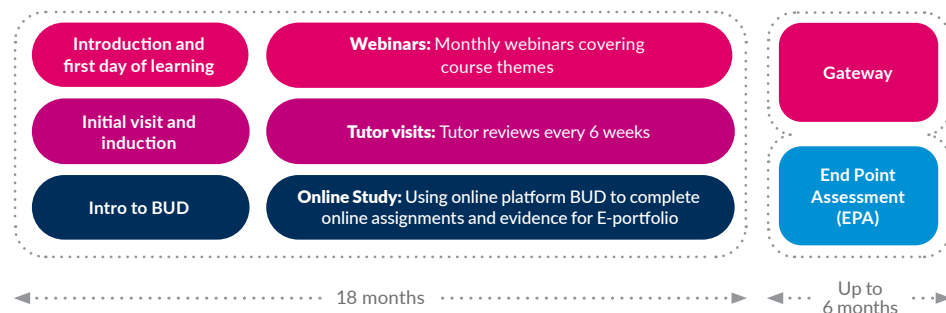 Introduction and
first day of learning
Webinars: Monthly webinars covering
course themes
Gateway
Initial visit and
induction
Tutor visits: Tutor reviews every 6 weeks
End Point
Assessment
(EPA)
Intro to BUD
Online Study: Using online platform BUD to complete
online assignments and evidence for E-portfolio
18 months
Up to
6 months